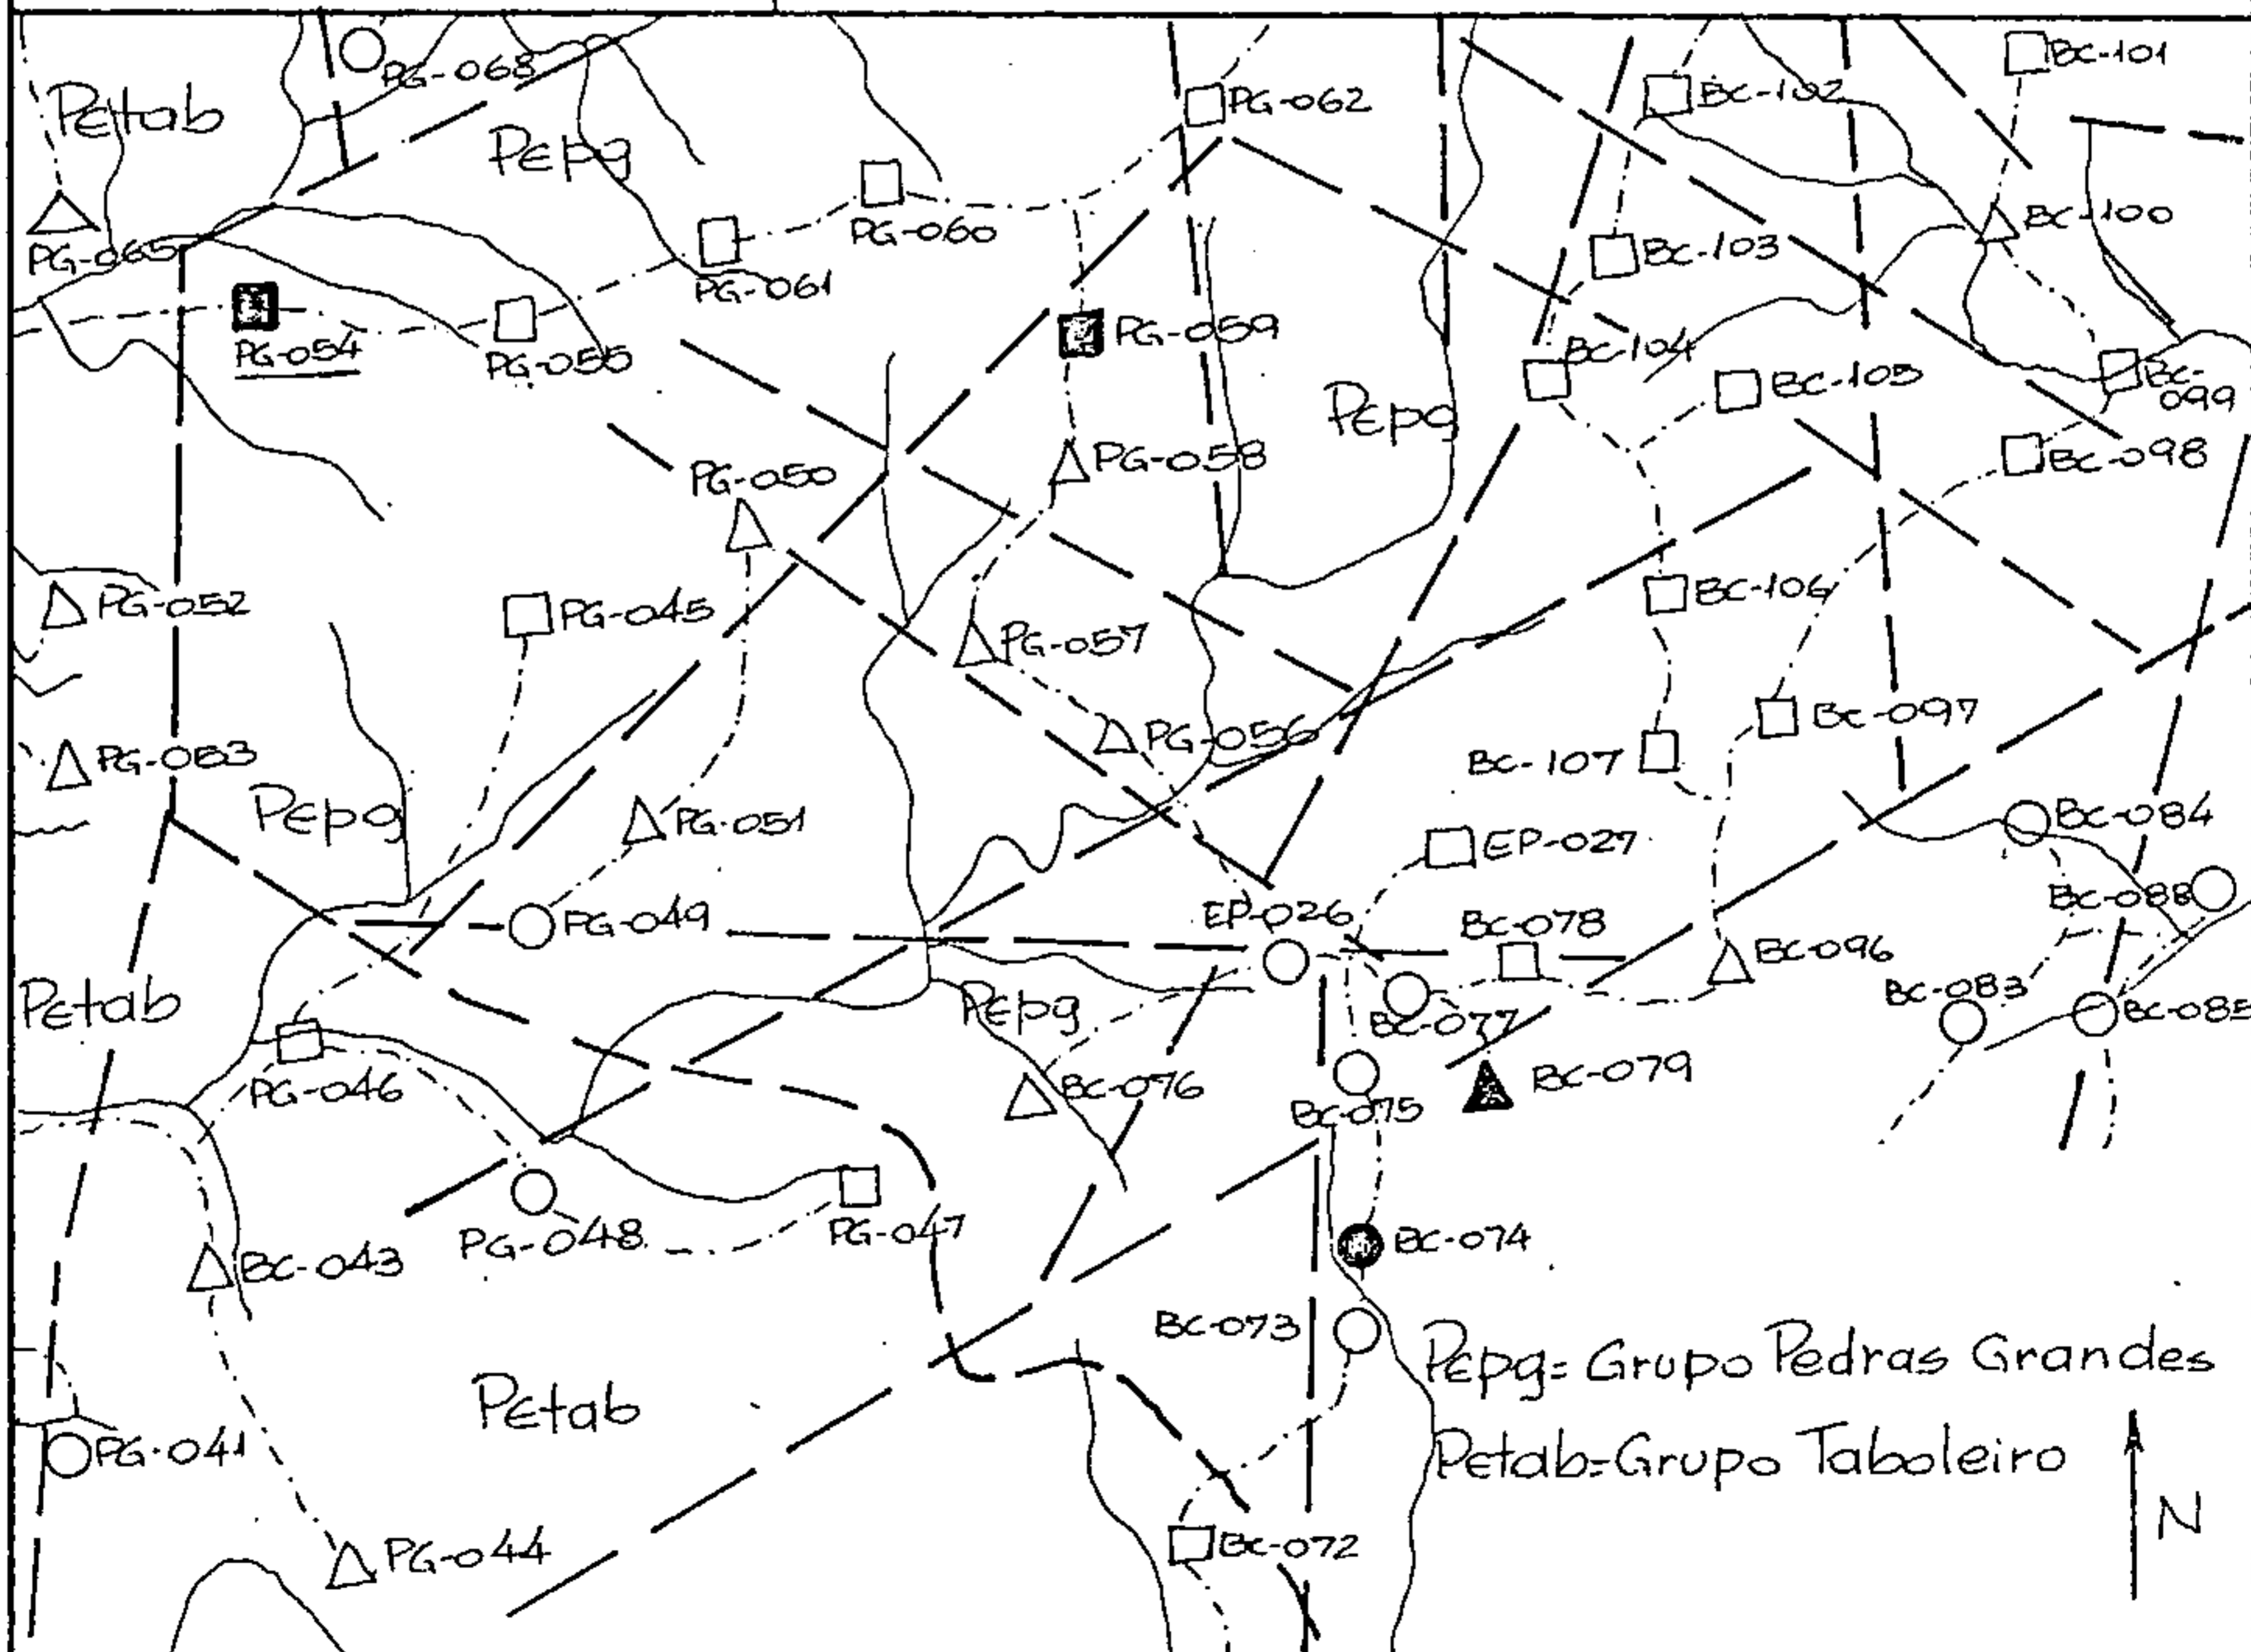 PG-068
BC-101
Petab
PG-062
BC-102
Pepg
PG-060
BC-100
PG-065
BC-103
PG-061
PG-054
PG-055
PG-059
BC-104
BC-105
BC-
099
Pepg
PG-050
PG-058
BC-098
PG-052
PG-045
PG-057
BC-106
PG-056
BC-097
PG-053
BC-107
Pepg
PG-051
EP-027
BC-084
PG-049
EP-026
BC-078
BC-088
BC-096
Petab
Pepg
BC-077
BC-083
BC-085
PG-046
BC-076
BC-075
BC-079
PG-048
PG-047
BC-074
BC-043
BC-073
Pepg= Grupo Pedras Grandes
Petab
PG-041
Petab=Grupo Taboleiro
N
PG-044
BC-072